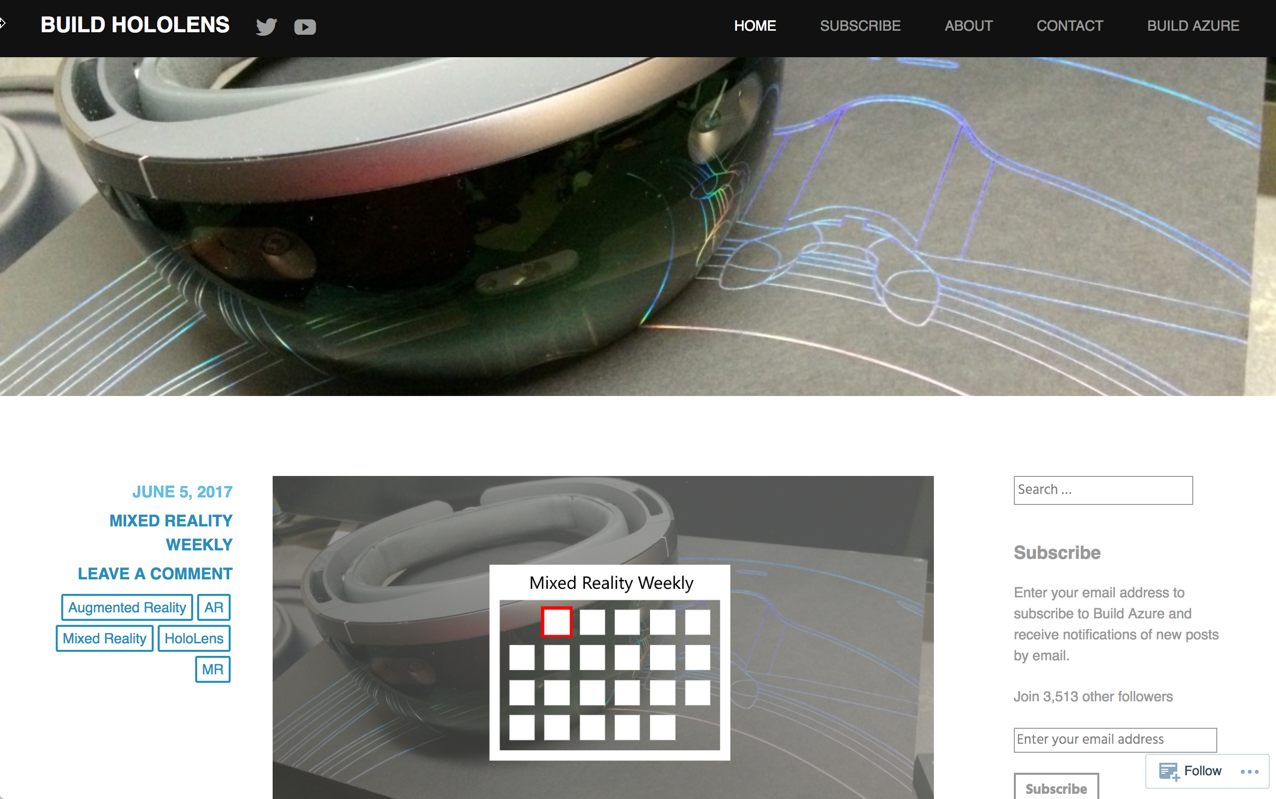 BUILD HOLOLENS
HOME
SUBSCRIBE
ABOUT
CONTACT
BUILD AZURE
JUNE 5, 2017
MIXED REALITY
WEEKLY
LEAVE A COMMENT
Augmented Reality
AR
Mixed Reality
HoloLens
MR
Mixed Reality Weekly
Search ...
Subscribe
Enter your email address to
subscribe to Build Azure and
receive notifications of new posts
by email.
Join 3,513 other followers
Enter your email address
Subscribe
Follow